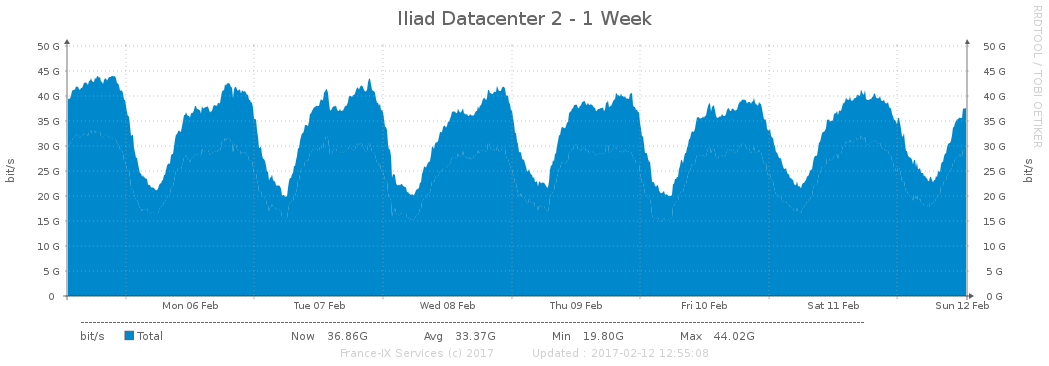 Iliad Datacenter 2 - 1 Week
RRDTOOL / TOBI OETIKER
50 G 50 G
45 G 45 G
40 G 40 G
35 G 35 G
30 G 30 G
25 G 25 G
20 G 20 G
15 G 15 G
10 G 10 G
5 G 5 G
0 0 G
bit/s bit/s
Mon 06 Feb Tue 07 Feb Wed 08 Feb Thu 09 Feb Fri 10 Feb Sat 11 Feb Sun 12 Feb
bit/s Total Now 36.86G Avg 33.37G Min 19.80G Max 44.02G
France-IX Services (c) 2017 Updated : 2017-02-12 12:55:08